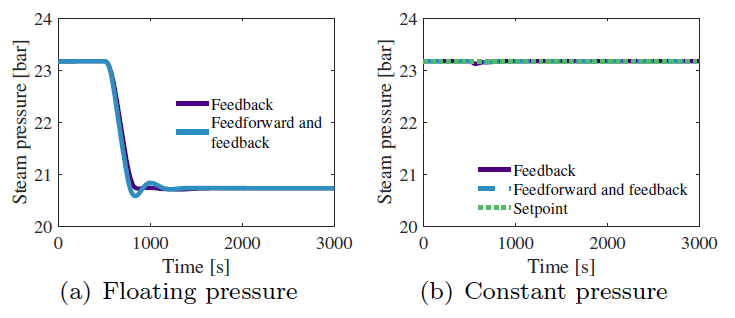 24
23
22
21
20
Steam pressure [bar]
Feedback
Feedforward and
feedback
0
1000
2000
3000
Time [s]
(a) Floating pressure
24
23
22
21
20
Steam pressure [bar]
Feedback
Feedforward and feedback
Setpoint
0
1000
2000
3000
Time [s]
(b) Constant pressure